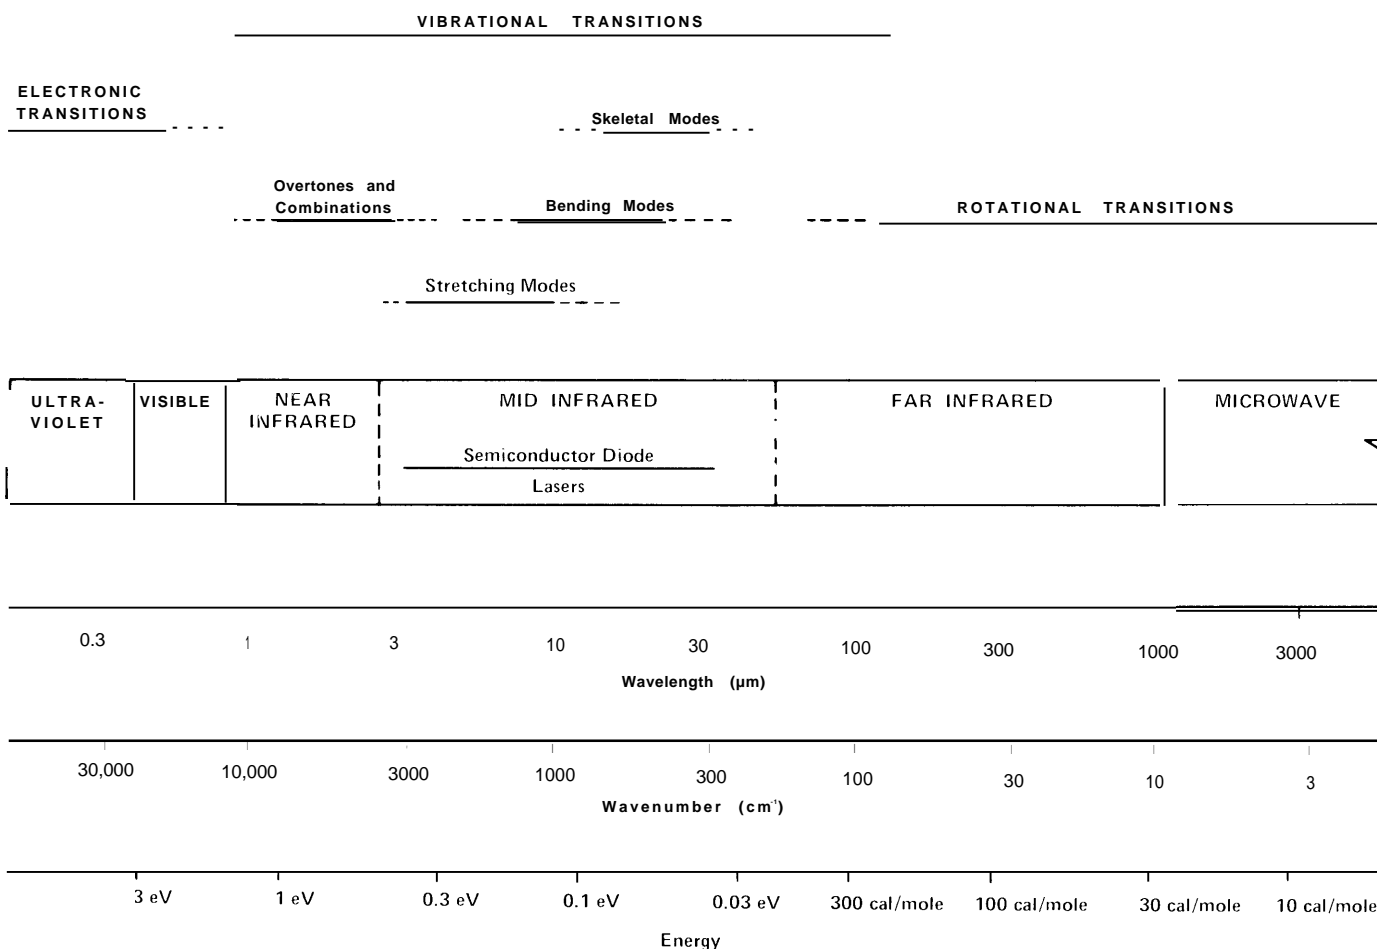 VIBRATIONAL TRANSITIONS
ELECTRONIC
TRANSITIONS
Skeletal Modes
Overtones and
Combinations
Bending Modes
ROTATIONAL TRANSITIONS
Stretching Modes
ULTRA-
VIOLET
VISIBLE
NEAR
INFRARED
MID INFRARED
FAR INFRARED
MICROWAVE
Semiconductor Diode
Lasers
0.3 1 3 10 30 100 300 1000 3000
Wavelength (µm)
30,000 10,000 3000 1000 300 100 30 10 3
Wavenumber (cm⁻¹)
3 eV 1 eV 0.3 eV 0.1 eV 0.03 eV 300 cal/mole 100 cal/mole 30 cal/mole 10 cal/mole
Energy